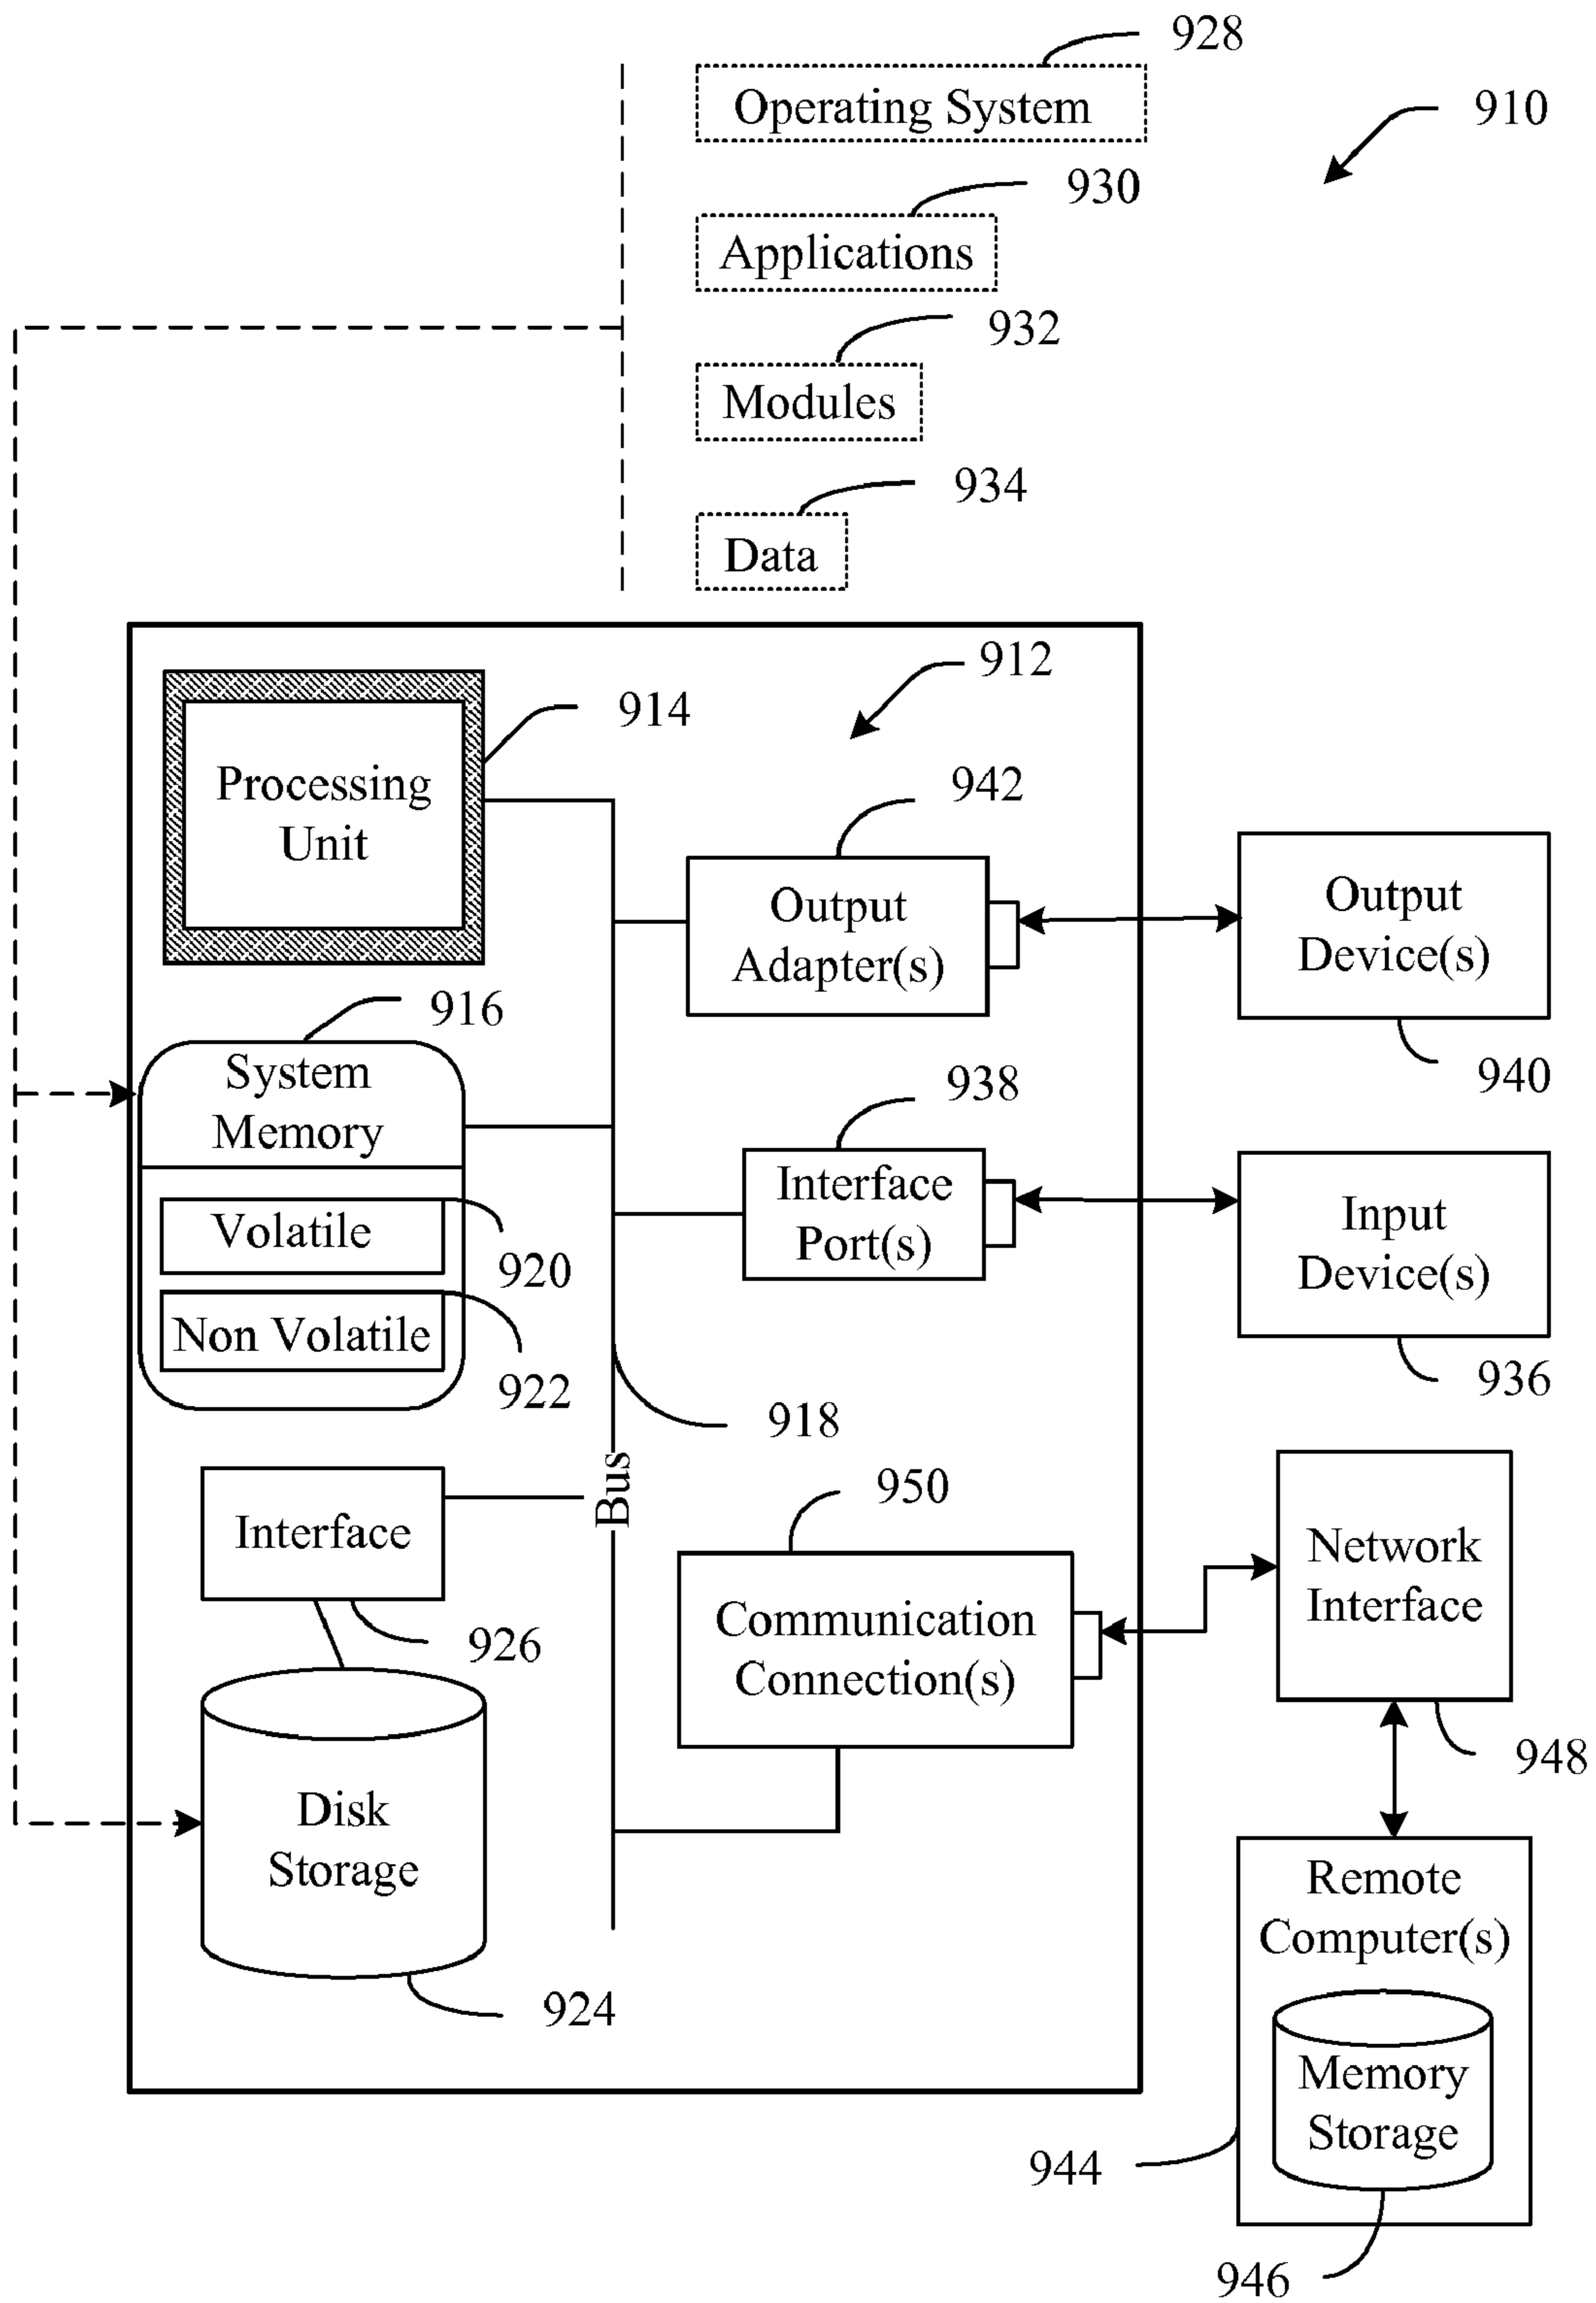 928
Operating System
910
930
Applications
932
Modules
934
Data
912
914
Processing
Unit
942
Output
Adapter(s)
Output
Device(s)
940
916
System
Memory
938
Interface
Port(s)
Input
Device(s)
936
Volatile
920
Non Volatile
922
918
Bus
950
Interface
926
Communication
Connection(s)
Network
Interface
948
Disk
Storage
924
Remote
Computer(s)
Memory
Storage
944
946